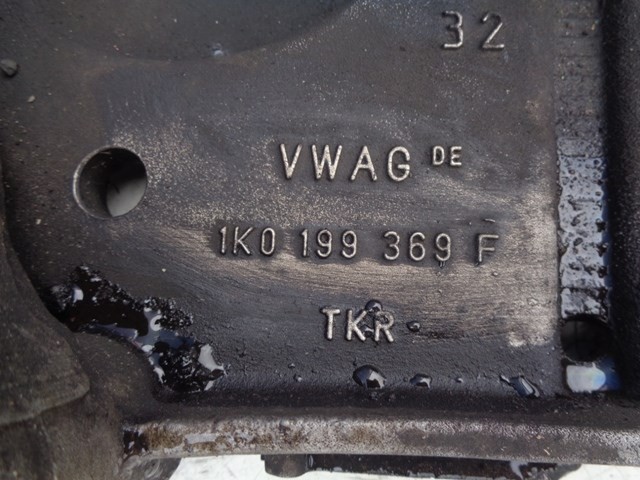 32
VWAG DE
1K0 199 369 F
TKR